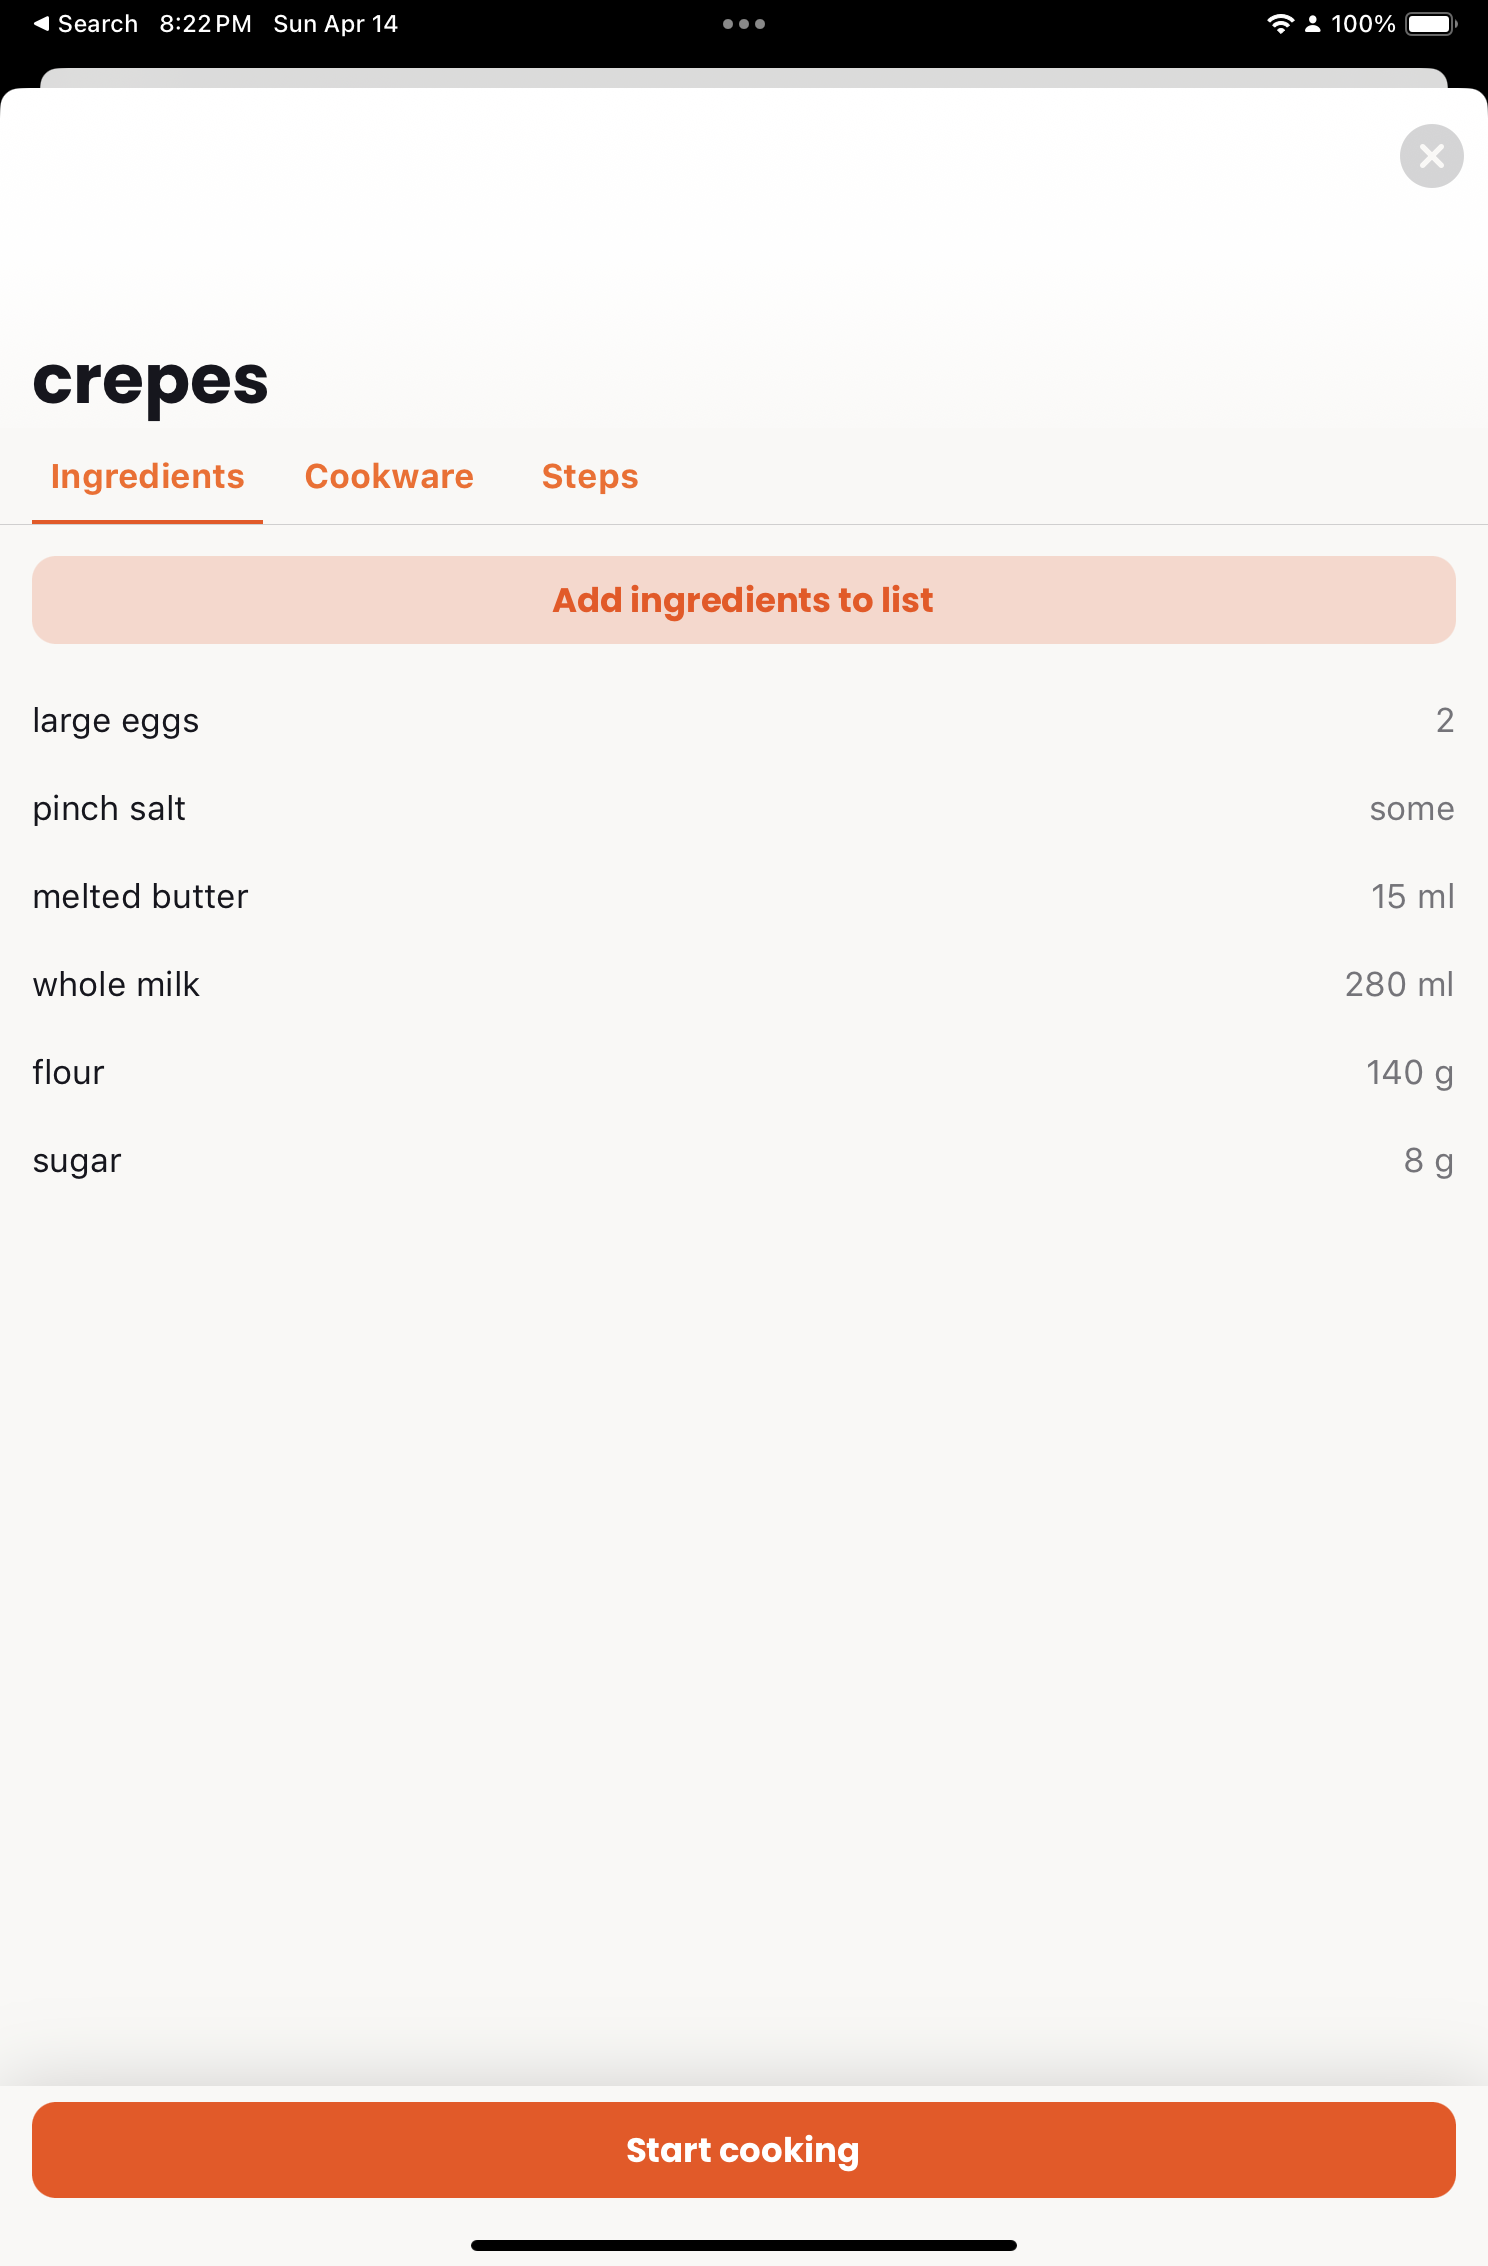 Search 8:22 PM Sun Apr 14 100%
crepes
Ingredients Cookware Steps
Add ingredients to list
large eggs 2
pinch salt some
melted butter 15 ml
whole milk 280 ml
flour 140 g
sugar 8 g
Start cooking